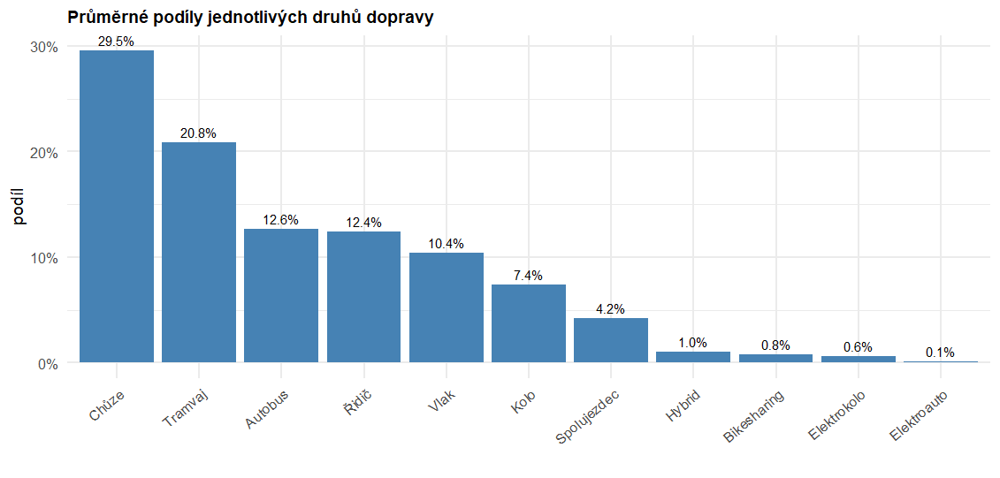 Průměrné podíly jednotlivých druhů dopravy
podíl
30%
20%
10%
0%
29.5%
20.8%
12.6%
12.4%
10.4%
7.4%
4.2%
1.0%
0.8%
0.6%
0.1%
Chůze
Tramvaj
Autobus
Řidič
Vlak
Kolo
Spolujezdec
Hybrid
Bikesharing
Elektrokolo
Elektroauto